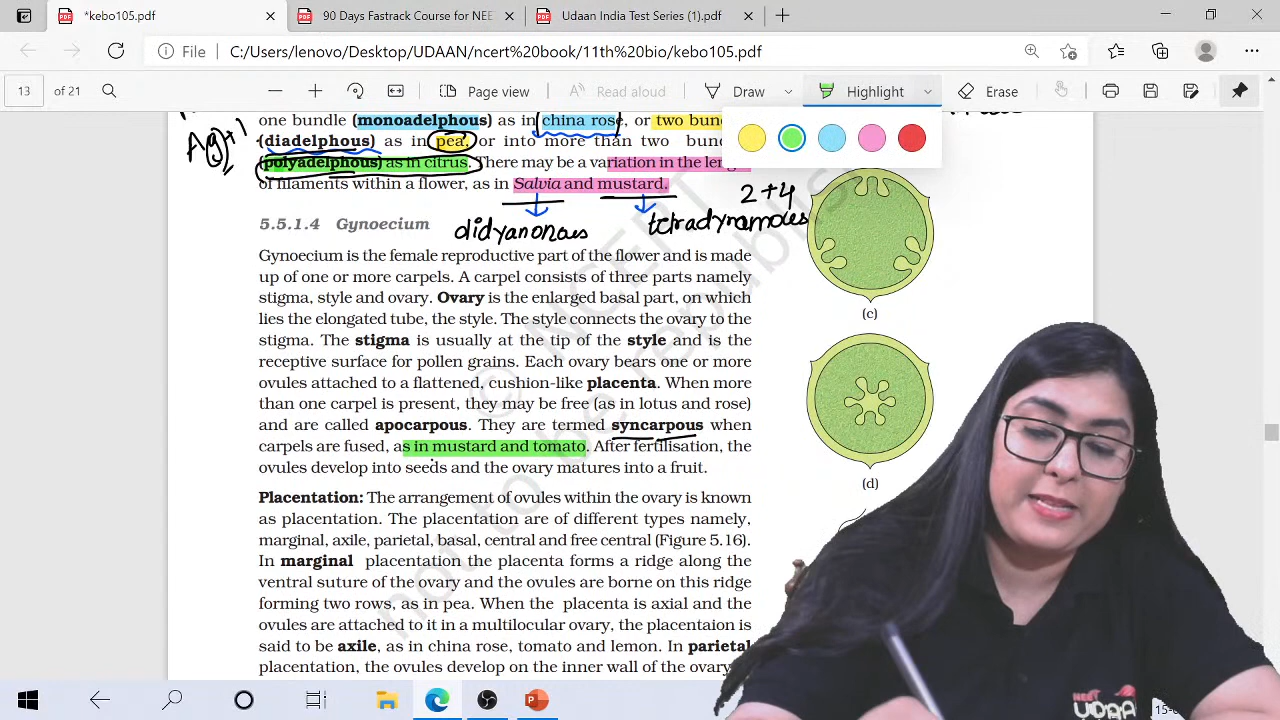 *kebo105.pdf
90 Days Fastrack Course for NEE
Udaan India Test Series (1).pdf
File
C:/Users/lenovo/Desktop/UDAAN/ncert%20book/11th%20bio/kebo105.pdf
13 of 21
Page view
Read aloud
Draw
Highlight
Erase
one bundle (monoadelphous) as in china rose, or two bund
(diadelphous) as in pea, or into more than two bund
(polyadelphous) as in citrus. There may be a variation in the leng
of filaments within a flower, as in Salvia and mustard.
2+4
didyanonous
tetradynamous
5.5.1.4 Gynoecium
Gynoecium is the female reproductive part of the flower and is made
up of one or more carpels. A carpel consists of three parts namely
stigma, style and ovary. Ovary is the enlarged basal part, on which
lies the elongated tube, the style. The style connects the ovary to the
stigma. The stigma is usually at the tip of the style and is the
receptive surface for pollen grains. Each ovary bears one or more
ovules attached to a flattened, cushion-like placenta. When more
than one carpel is present, they may be free (as in lotus and rose)
and are called apocarpous. They are termed syncarpous when
carpels are fused, as in mustard and tomato. After fertilisation, the
ovules develop into seeds and the ovary matures into a fruit.
Placentation: The arrangement of ovules within the ovary is known
as placentation. The placentation are of different types namely,
marginal, axile, parietal, basal, central and free central (Figure 5.16).
In marginal placentation the placenta forms a ridge along the
ventral suture of the ovary and the ovules are borne on this ridge
forming two rows, as in pea. When the placenta is axial and the
ovules are attached to it in a multilocular ovary, the placentaion is
said to be axile, as in china rose, tomato and lemon. In parietal
placentation, the ovules develop on the inner wall of the ovary
(c)
(d)
© NCERT
not to be republis
NEET
UDAA
15-